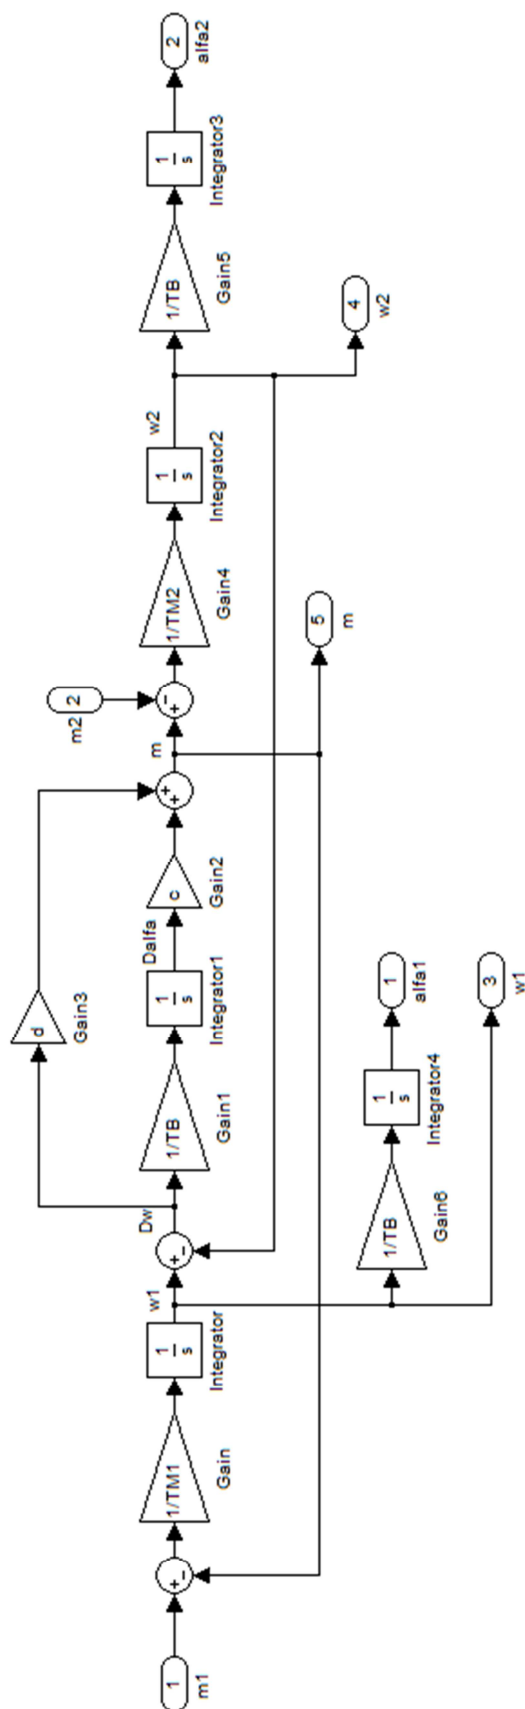 1
m1
+
-
1/TM1
Gain
1
s
Integrator
w1
+
-
Dw
d
Gain3
1/TB
Gain1
1
s
Integrator1
Dalfa
c
Gain2
+
+
m
2
m2
+
-
1/TM2
Gain4
1
s
Integrator2
w2
1/TB
Gain5
1
s
Integrator3
2
alfa2
4
w2
5
m
1/TB
Gain6
1
s
Integrator4
1
alfa1
3
w1